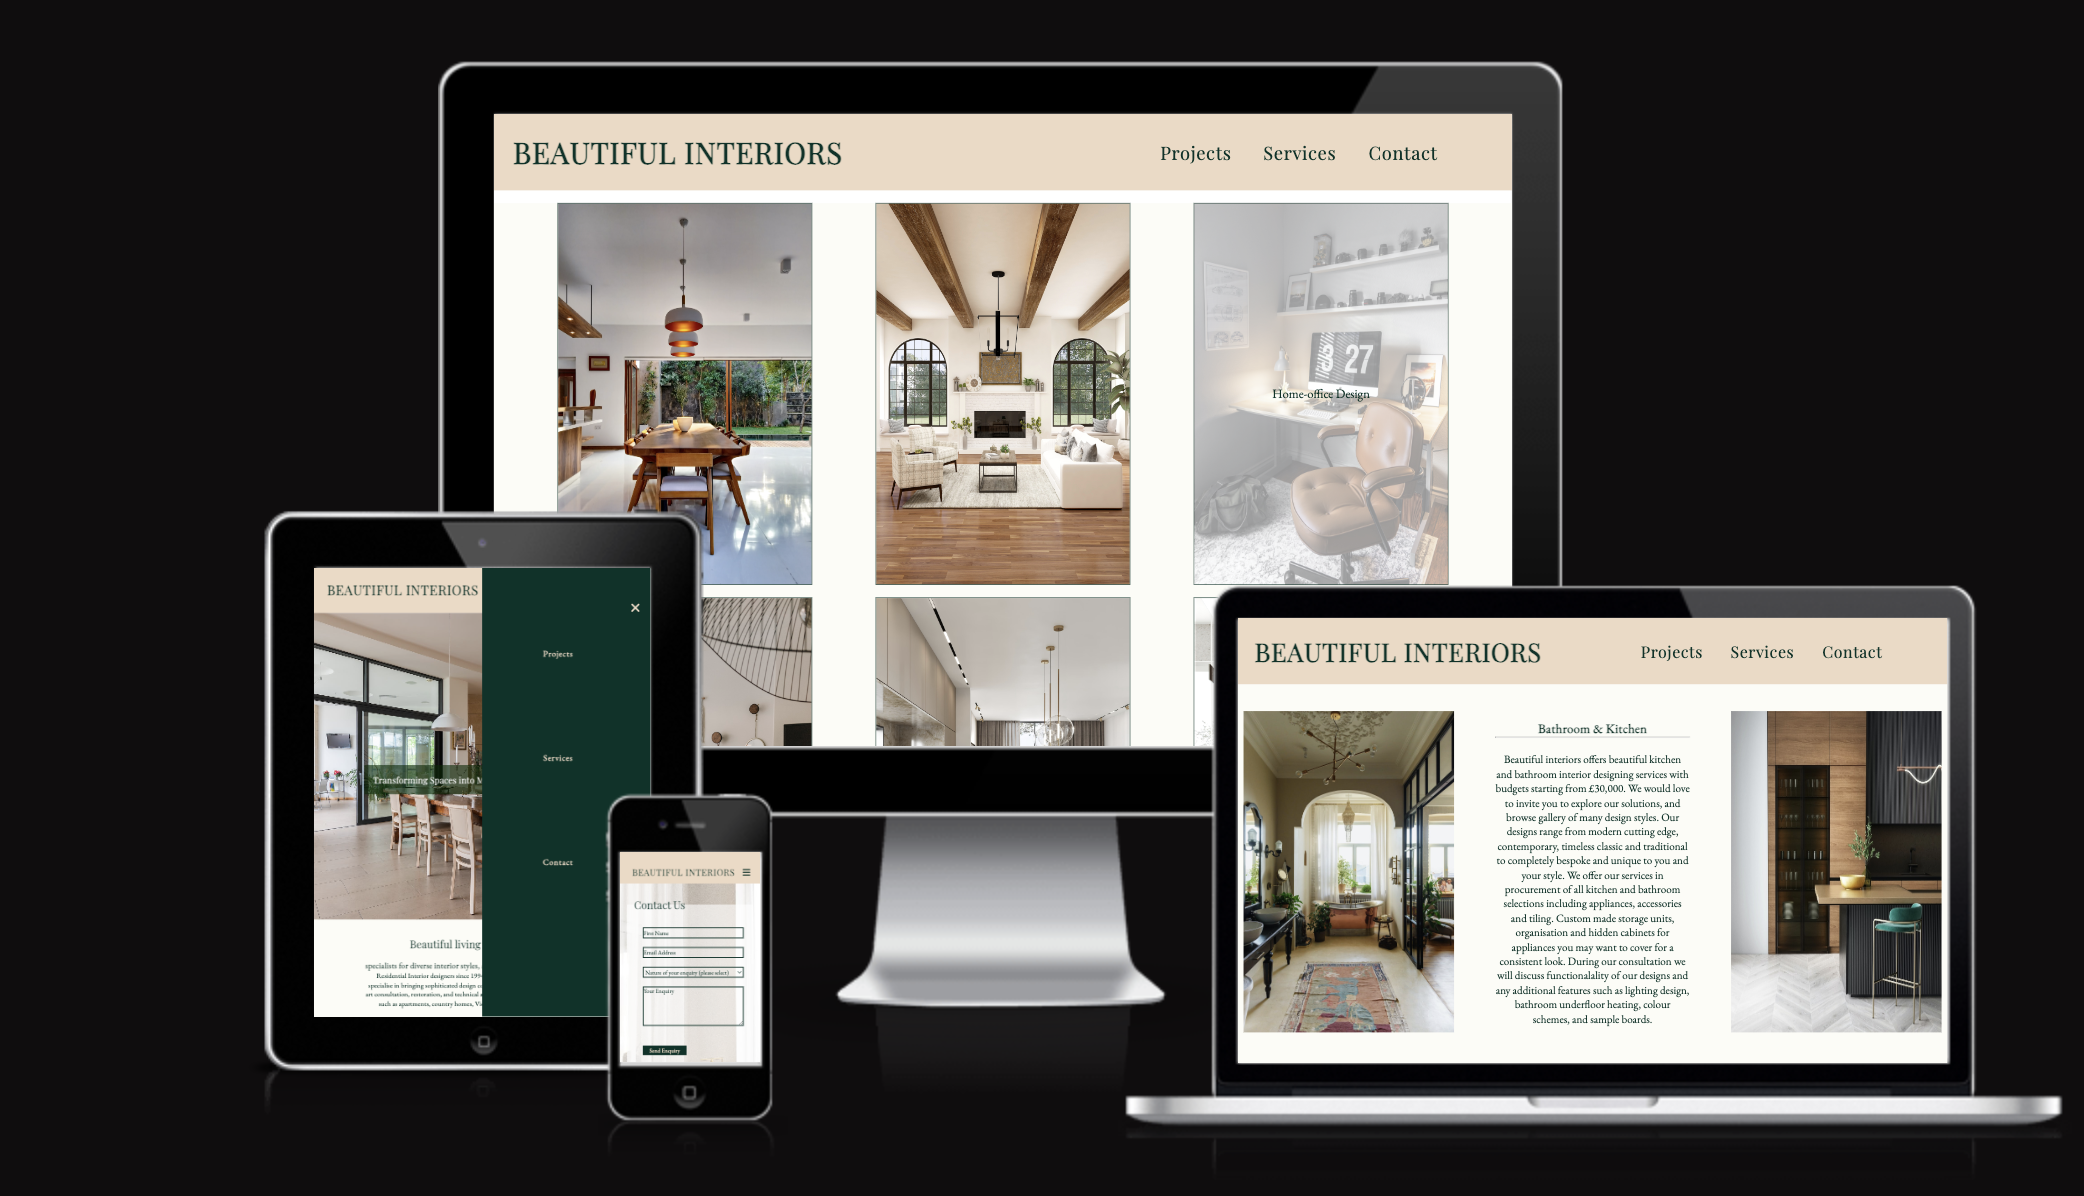 BEAUTIFUL INTERIORS
Projects Services Contact
27
Home-office Design
BEAUTIFUL INTERIORS
Projects
Services
Contact
Transforming Spaces into M
Beautiful living
specialists for diverse interior styles,
Residential Interior designers since 199
specialise in bringing sophisticated design co
art consultation, restoration, and technical a
such as apartments, country homes, Vi
BEAUTIFUL INTERIORS
Contact Us
First Name
Email Address
Nature of your enquiry (please select)
Your Enquiry
Send Enquiry
BEAUTIFUL INTERIORS
Projects Services Contact
Bathroom & Kitchen
Beautiful interiors offers beautiful kitchen
and bathroom interior designing services with
budgets starting from £30,000. We would love
to invite you to explore our solutions, and
browse gallery of many design styles. Our
designs range from modern cutting edge,
contemporary, timeless classic and traditional
to completely bespoke and unique to you and
your style. We offer our services in
procurement of all kitchen and bathroom
selections including appliances, accessories
and tiling. Custom made storage units,
organisation and hidden cabinets for
appliances you may want to cover for a
consistent look. During our consultation we
will discuss functionalality of our designs and
any additional features such as lighting design,
bathroom underfloor heating, colour
schemes, and sample boards.